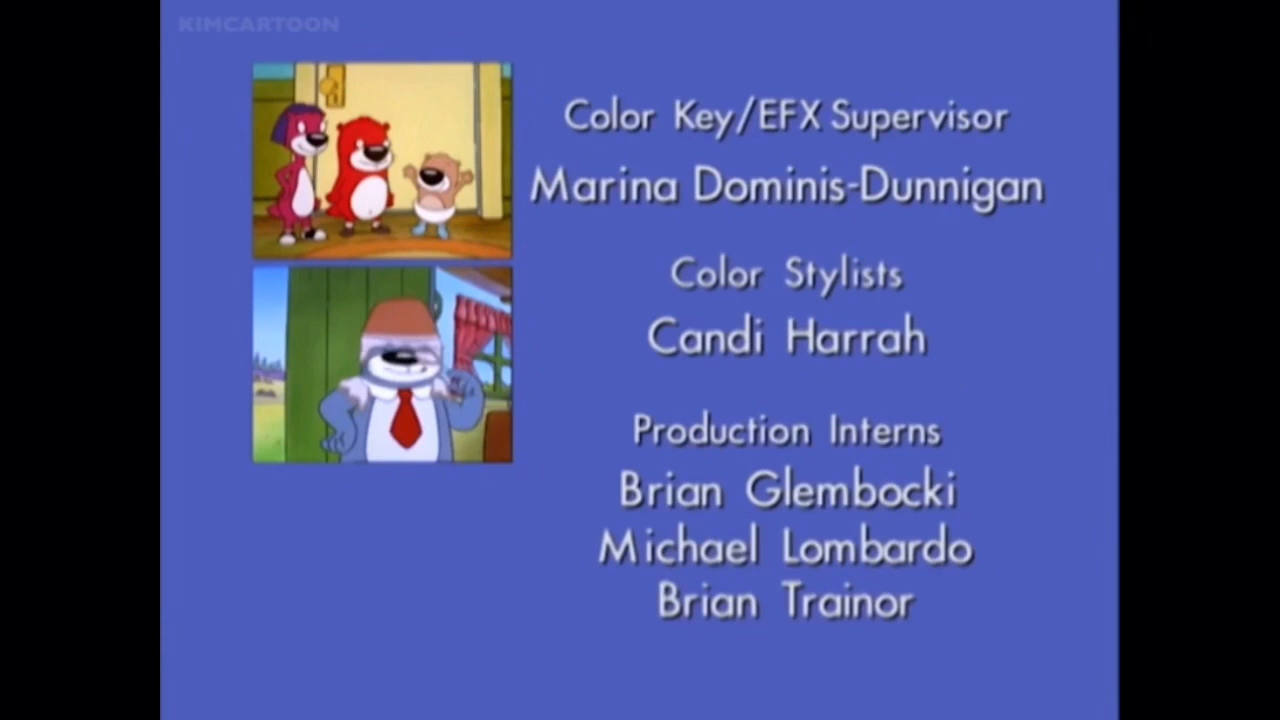 KIMCARTOON
Color Key/EFX Supervisor
Marina Dominis-Dunnigan
Color Stylists
Candi Harrah
Production Interns
Brian Glembocki
Michael Lombardo
Brian Trainor